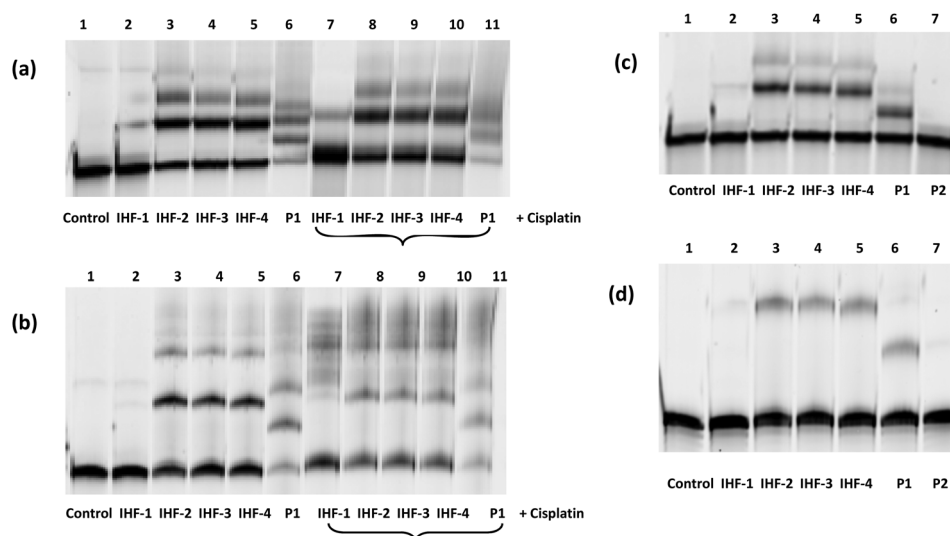 1 2 3 4 5 6 7 8 9 10 11
(a)
Control IHF-1 IHF-2 IHF-3 IHF-4 P1 IHF-1 IHF-2 IHF-3 IHF-4 P1 + Cisplatin
1 2 3 4 5 6 7 8 9 10 11
(b)
Control IHF-1 IHF-2 IHF-3 IHF-4 P1 IHF-1 IHF-2 IHF-3 IHF-4 P1 + Cisplatin
1 2 3 4 5 6 7
(c)
Control IHF-1 IHF-2 IHF-3 IHF-4 P1 P2
1 2 3 4 5 6 7
(d)
Control IHF-1 IHF-2 IHF-3 IHF-4 P1 P2